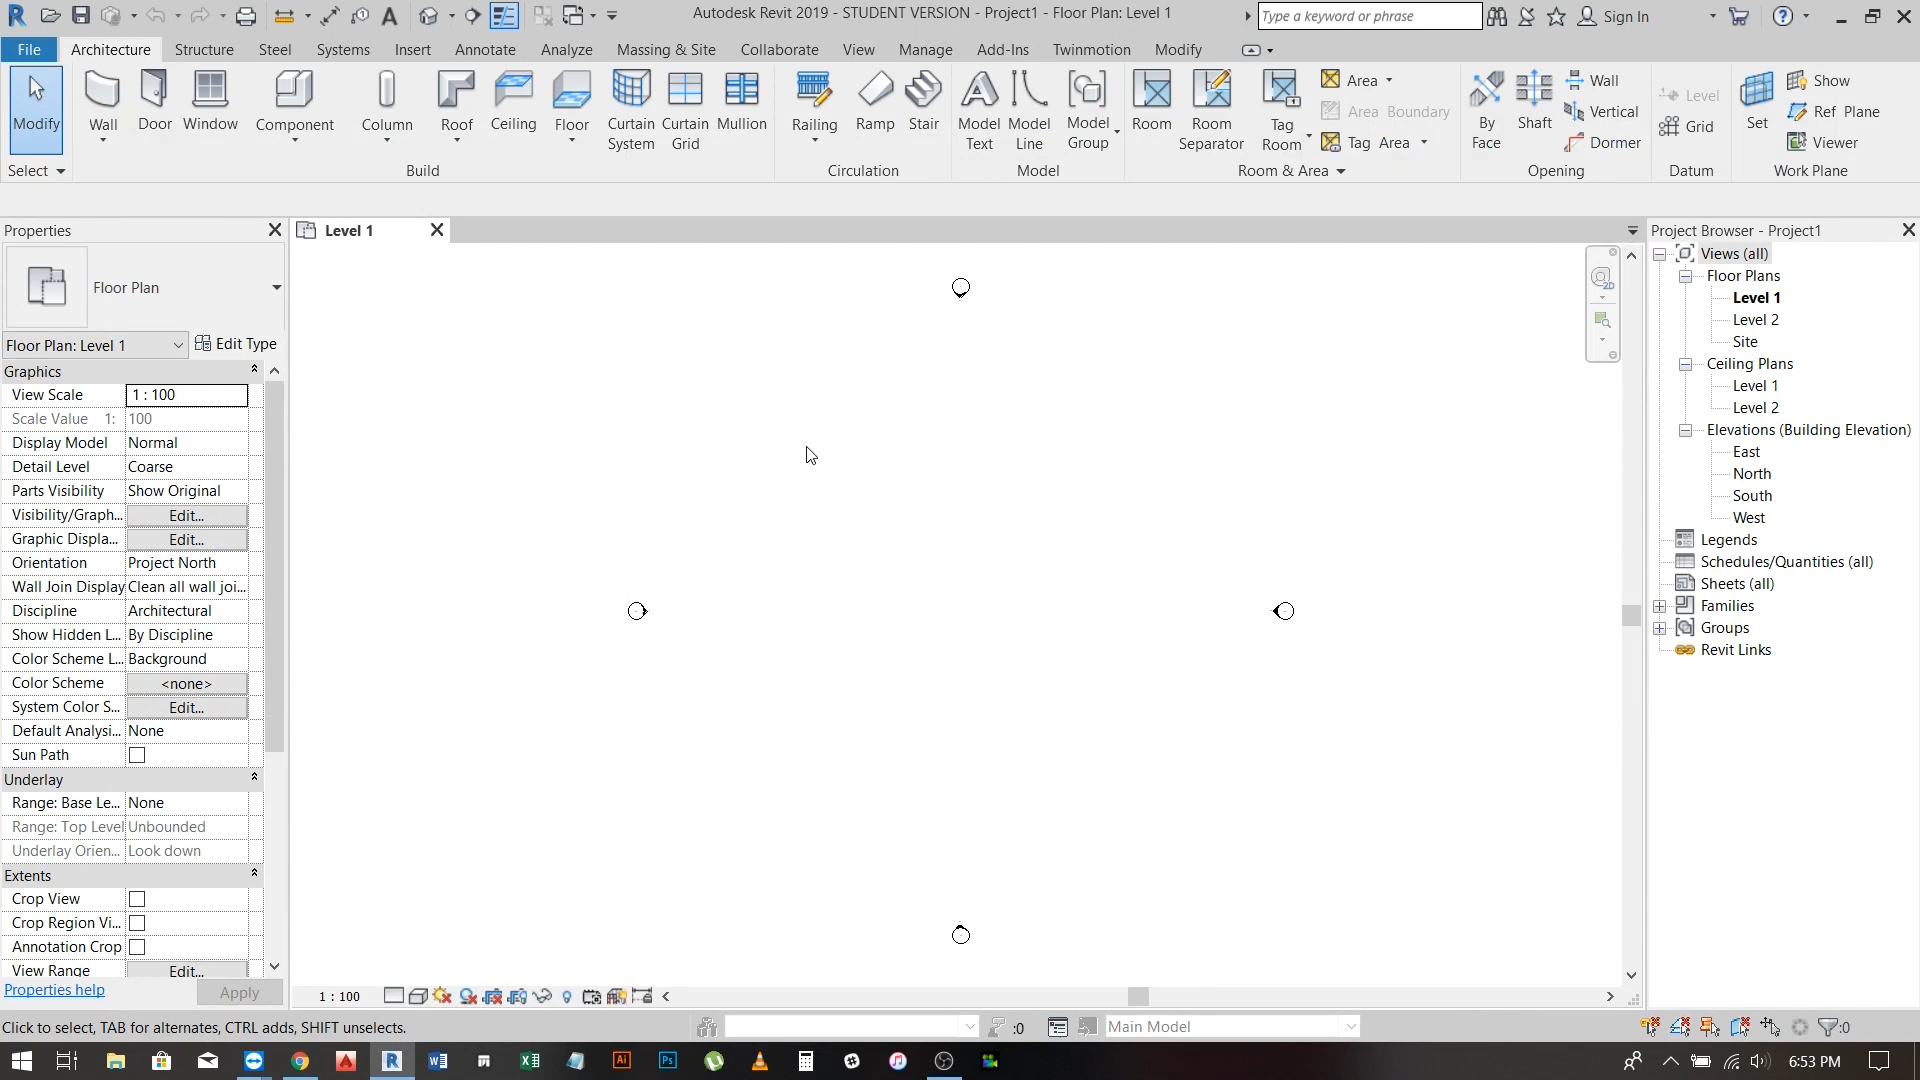 Autodesk Revit 2019 - STUDENT VERSION - Project1 - Floor Plan: Level 1
Type a keyword or phrase
Sign In
File Architecture Structure Steel Systems Insert Annotate Analyze Massing & Site Collaborate View Manage Add-Ins Twinmotion Modify
Modify
Wall
Door
Window
Component
Column
Roof
Ceiling
Floor
Curtain System
Curtain Grid
Mullion
Railing
Ramp
Stair
Model Text
Model Line
Model Group
Room
Room Separator
Tag Room
Area
Area Boundary
Tag Area
By Face
Shaft
Wall
Vertical
Dormer
Level
Grid
Set
Show
Ref Plane
Viewer
Select Build Circulation Model Room & Area Opening Datum Work Plane
Properties
Floor Plan
Floor Plan: Level 1
Edit Type
Graphics
View Scale 1 : 100
Scale Value 1: 100
Display Model Normal
Detail Level Coarse
Parts Visibility Show Original
Visibility/Graph... Edit...
Graphic Displa... Edit...
Orientation Project North
Wall Join Display Clean all wall joi...
Discipline Architectural
Show Hidden L... By Discipline
Color Scheme L... Background
Color Scheme <none>
System Color S... Edit...
Default Analysi... None
Sun Path
Underlay
Range: Base Le... None
Range: Top Level Unbounded
Underlay Orien... Look down
Extents
Crop View
Crop Region Vi...
Annotation Crop
View Range Edit...
Properties help
Apply
Level 1
1 : 100
Project Browser - Project1
Views (all)
Floor Plans
Level 1
Level 2
Site
Ceiling Plans
Level 1
Level 2
Elevations (Building Elevation)
East
North
South
West
Legends
Schedules/Quantities (all)
Sheets (all)
Families
Groups
Revit Links
Click to select, TAB for alternates, CTRL adds, SHIFT unselects.
:0
Main Model
:0
6:53 PM